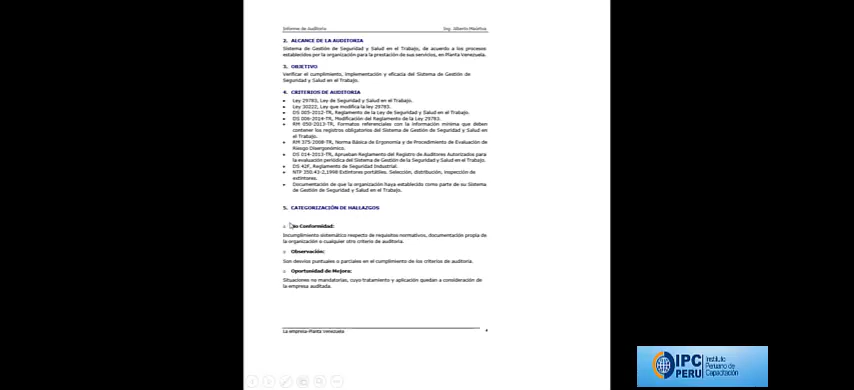 Informe de Auditoría
Ing. Alberto Maúrtua
2. ALCANCE DE LA AUDITORIA
Sistema de Gestión de Seguridad y Salud en el Trabajo, de acuerdo a los procesos
establecidos por la organización para la prestación de sus servicios, en Planta Venezuela.
3. OBJETIVO
Verificar el cumplimiento, implementación y eficacia del Sistema de Gestión de
Seguridad y Salud en el Trabajo.
4. CRITERIOS DE AUDITORIA
Ley 29783, Ley de Seguridad y Salud en el Trabajo.
Ley 30222, Ley que modifica la ley 29783.
DS 005-2012-TR, Reglamento de la Ley de Seguridad y Salud en el Trabajo.
DS 006-2014-TR, Modificación del Reglamento de la Ley 29783.
RM 050-2013-TR, Formatos referenciales con la información mínima que deben
contener los registros obligatorios del Sistema de Gestión de Seguridad y Salud en
el Trabajo.
RM 375-2008-TR, Norma Básica de Ergonomía y de Procedimiento de Evaluación de
Riesgo Disergonómico.
DS 014-2013-TR, Aprueban Reglamento del Registro de Auditores Autorizados para
la evaluación periódica del Sistema de Gestión de la Seguridad y Salud en el Trabajo.
DS 42F, Reglamento de Seguridad Industrial.
NTP 350.43-2,1998 Extintores portátiles. Selección, distribución, inspección de
extintores.
Documentación de que la organización haya establecido como parte de su Sistema
de Gestión de Seguridad y Salud en el Trabajo.
5. CATEGORIZACIÓN DE HALLAZGOS
No Conformidad:
Incumplimiento sistemático respecto de requisitos normativos, documentación propia de
la organización o cualquier otro criterio de auditoria.
Observación:
Son desvíos puntuales o parciales en el cumplimiento de los criterios de auditoria.
Oportunidad de Mejora:
Situaciones no mandatorias, cuyo tratamiento y aplicación quedan a consideración de
la empresa auditada.
La empresa-Planta Venezuela
IPC
PERU
Instituto
Peruano de
Capacitación